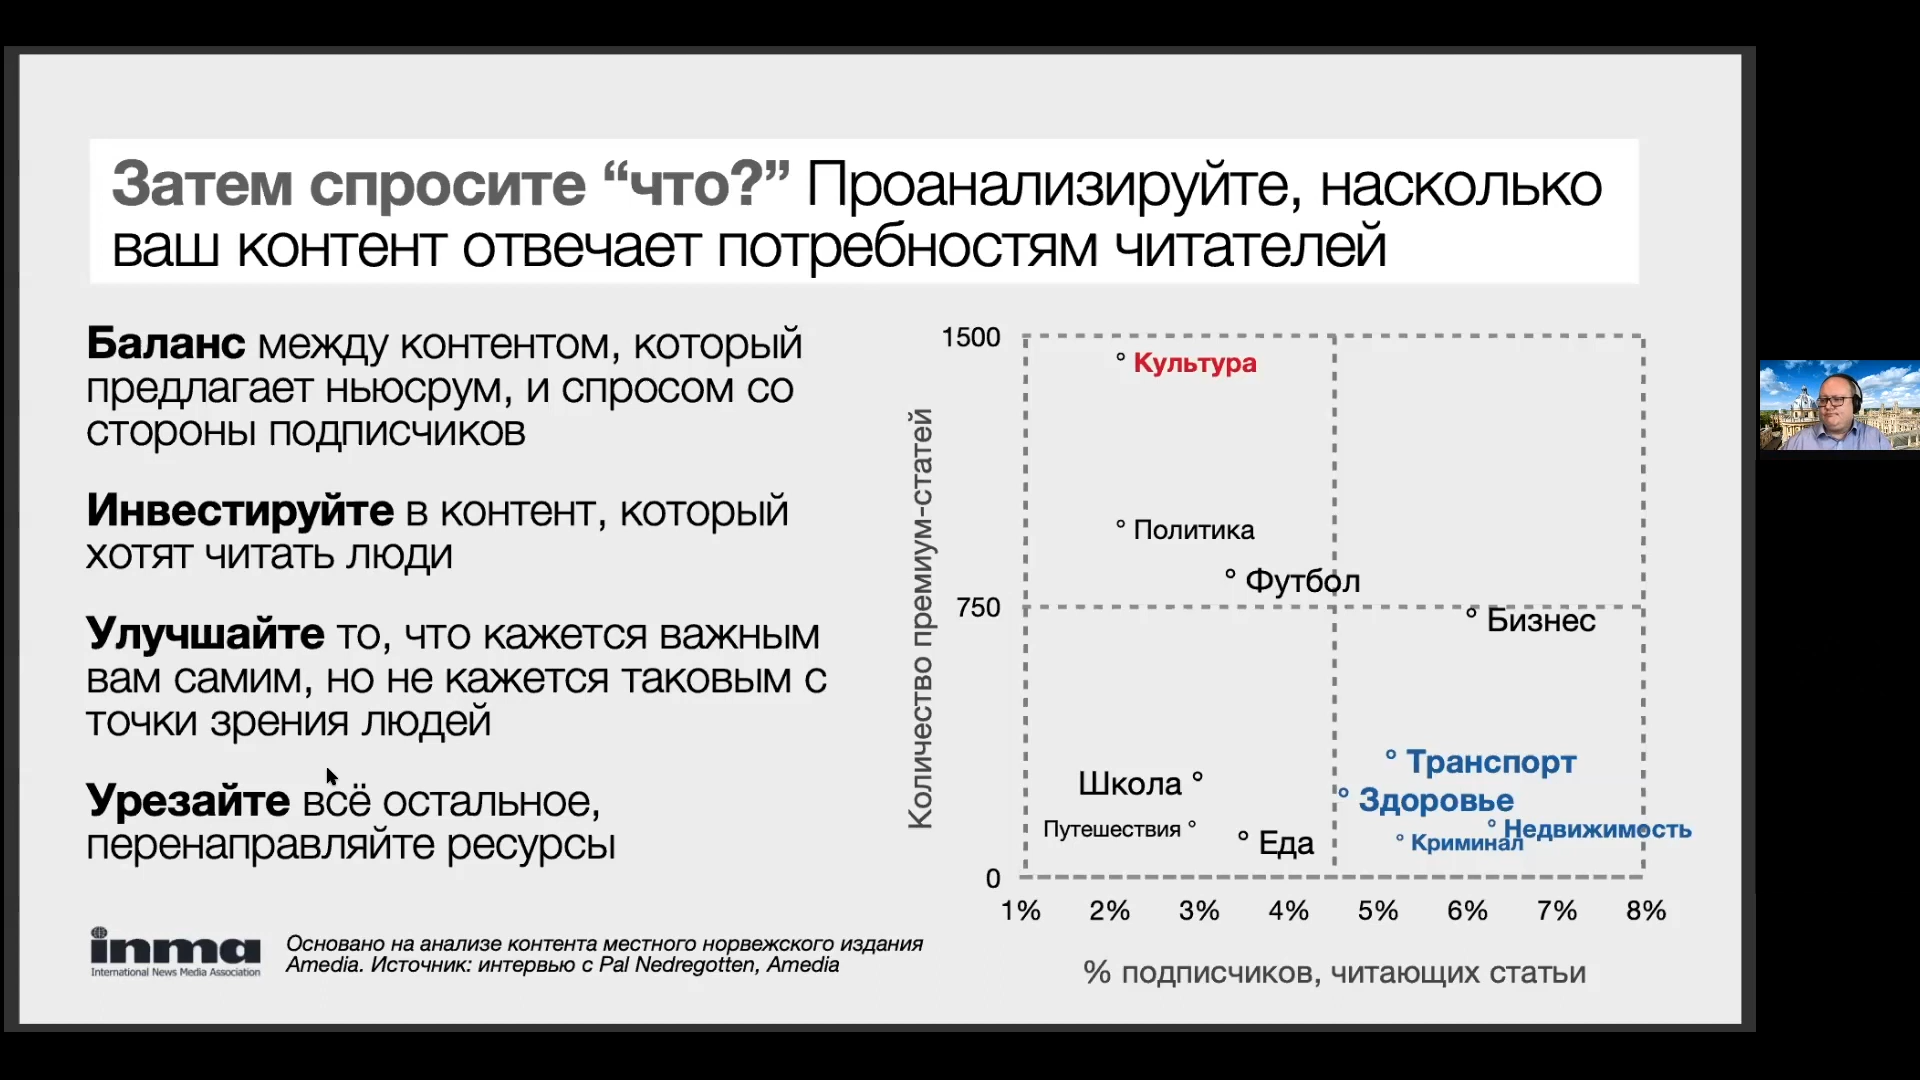 Затем спросите “что?” Проанализируйте, насколько
ваш контент отвечает потребностям читателей
Баланс между контентом, который
предлагает ньюсрум, и спросом со
стороны подписчиков
Инвестируйте в контент, который
хотят читать люди
Улучшайте то, что кажется важным
вам самим, но не кажется таковым с
точки зрения людей
Урезайте всё остальное,
перенаправляйте ресурсы
inma
International News Media Association
Основано на анализе контента местного норвежского издания
Amedia. Источник: интервью с Pal Nedregotten, Amedia
Количество премиум-статей
1500
750
0
° Культура
° Политика
° Футбол
° Бизнес
° Транспорт
Школа °
° Здоровье
Путешествия °
° Недвижимость
° Еда
° Криминал
1% 2% 3% 4% 5% 6% 7% 8%
% подписчиков, читающих статьи